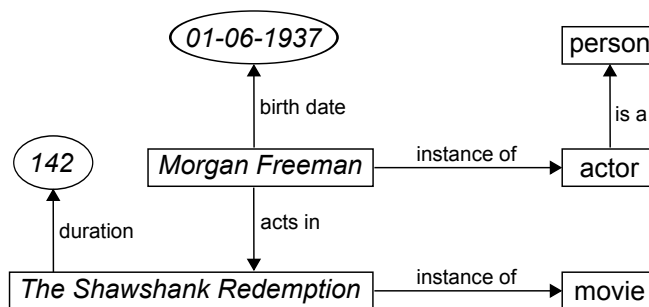 01-06-1937
person
birth date
is a
142
Morgan Freeman
instance of
actor
duration
acts in
The Shawshank Redemption
instance of
movie